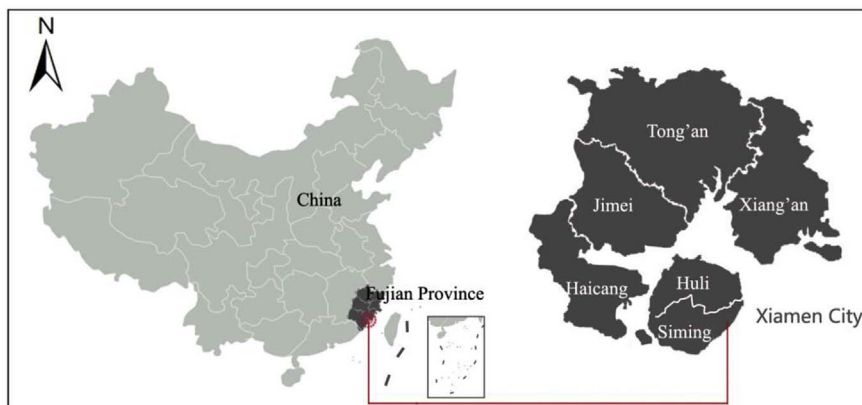 N
China
Fujian Province
Tong'an
Jimei
Xiang'an
Haicang
Huli
Siming
Xiamen City